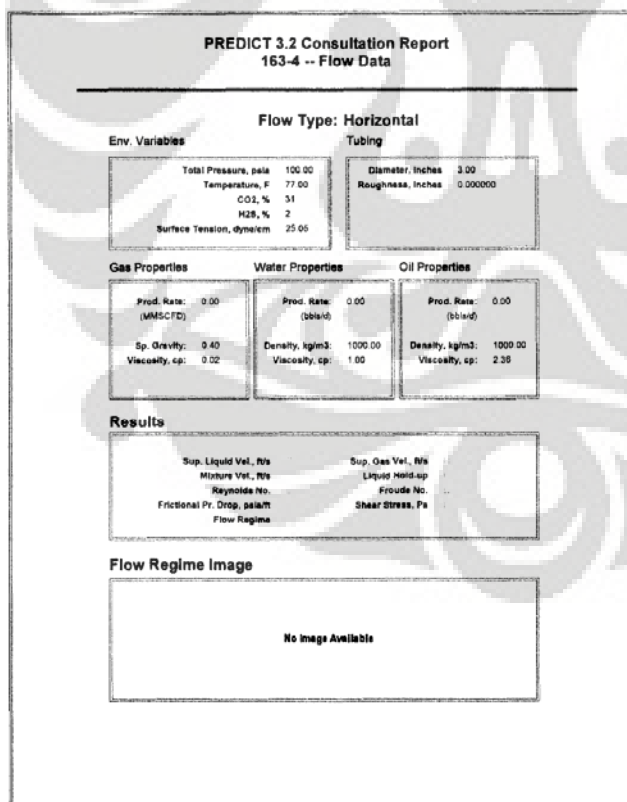 PREDICT 3.2 Consultation Report
163-4 -- Flow Data
Flow Type: Horizontal
Env. Variables
Total Pressure, psia 100.00
Temperature, F 77.00
CO2, % 31
H2S, % 2
Surface Tension, dyne/cm 25.05
Tubing
Diameter, Inches 3.00
Roughness, Inches 0.000000
Gas Properties
Prod. Rate: 0.00
(MMSCFD)
Sp. Gravity: 0.40
Viscosity, cp: 0.02
Water Properties
Prod. Rate: 0.00
(bbls/d)
Density, kg/m3: 1000.00
Viscosity, cp: 1.00
Oil Properties
Prod. Rate: 0.00
(bbls/d)
Density, kg/m3: 1000.00
Viscosity, cp: 2.36
Results
Sup. Liquid Vel., ft/s
Mixture Vel., ft/s
Reynolds No.
Frictional Pr. Drop, psia/ft
Flow Regime
Sup. Gas Vel., ft/s
Liquid Hold-up
Froude No.
Shear Stress, Pa
Flow Regime Image
No Image Available